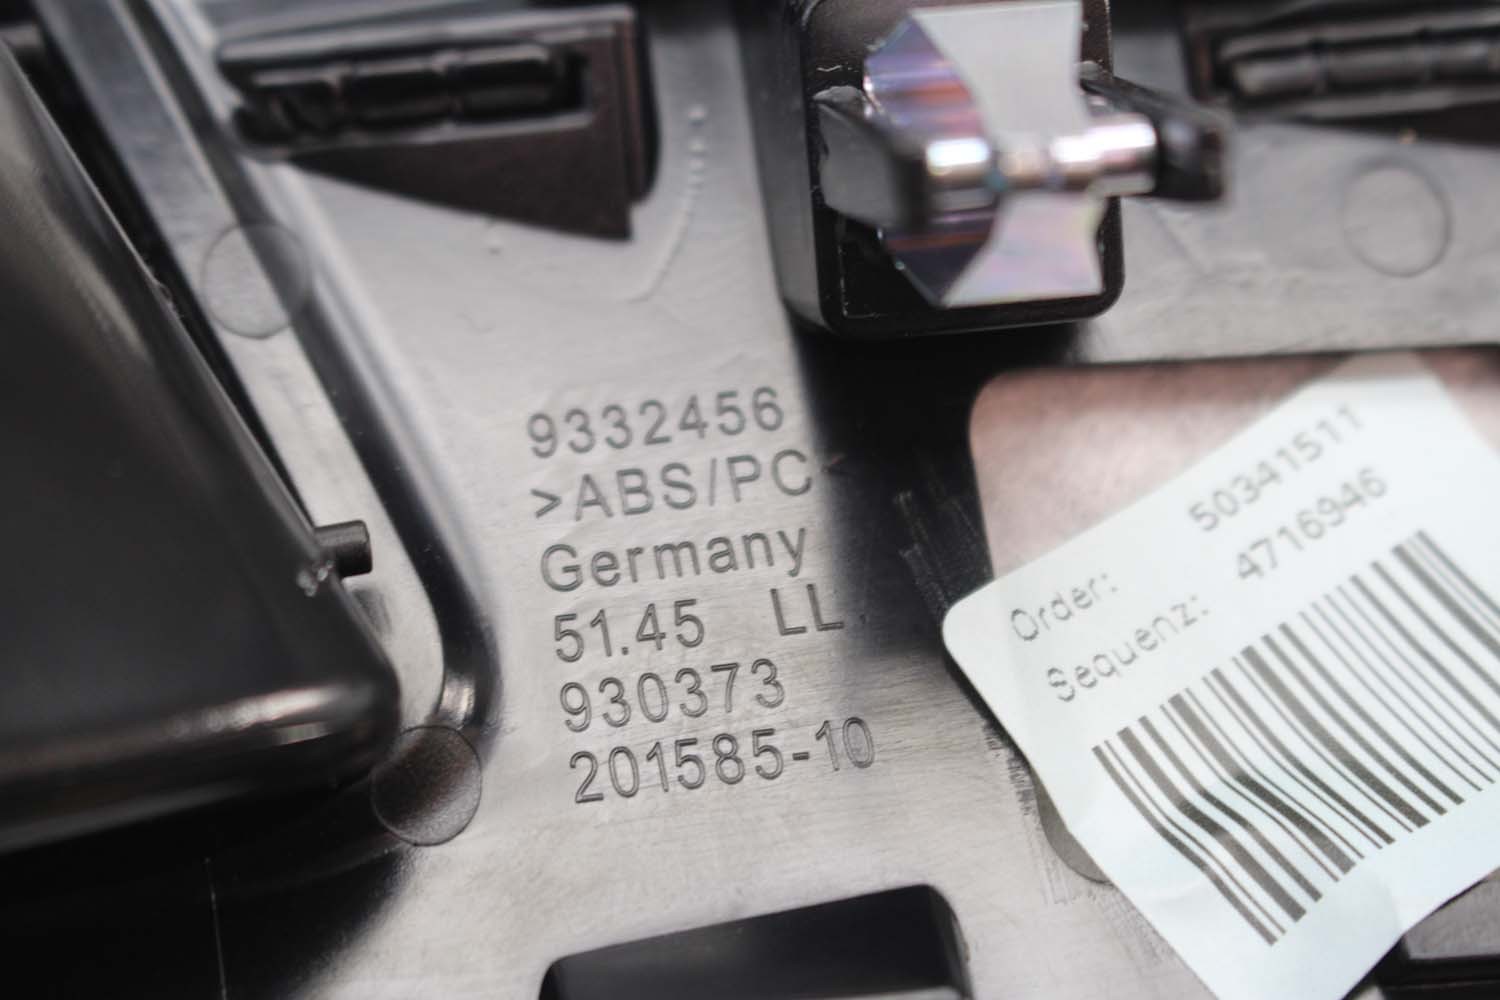 9332456
>ABS/PC<
Germany
51.45 LL
930373
201585-10
Order: 50341511
Sequenz: 4716946